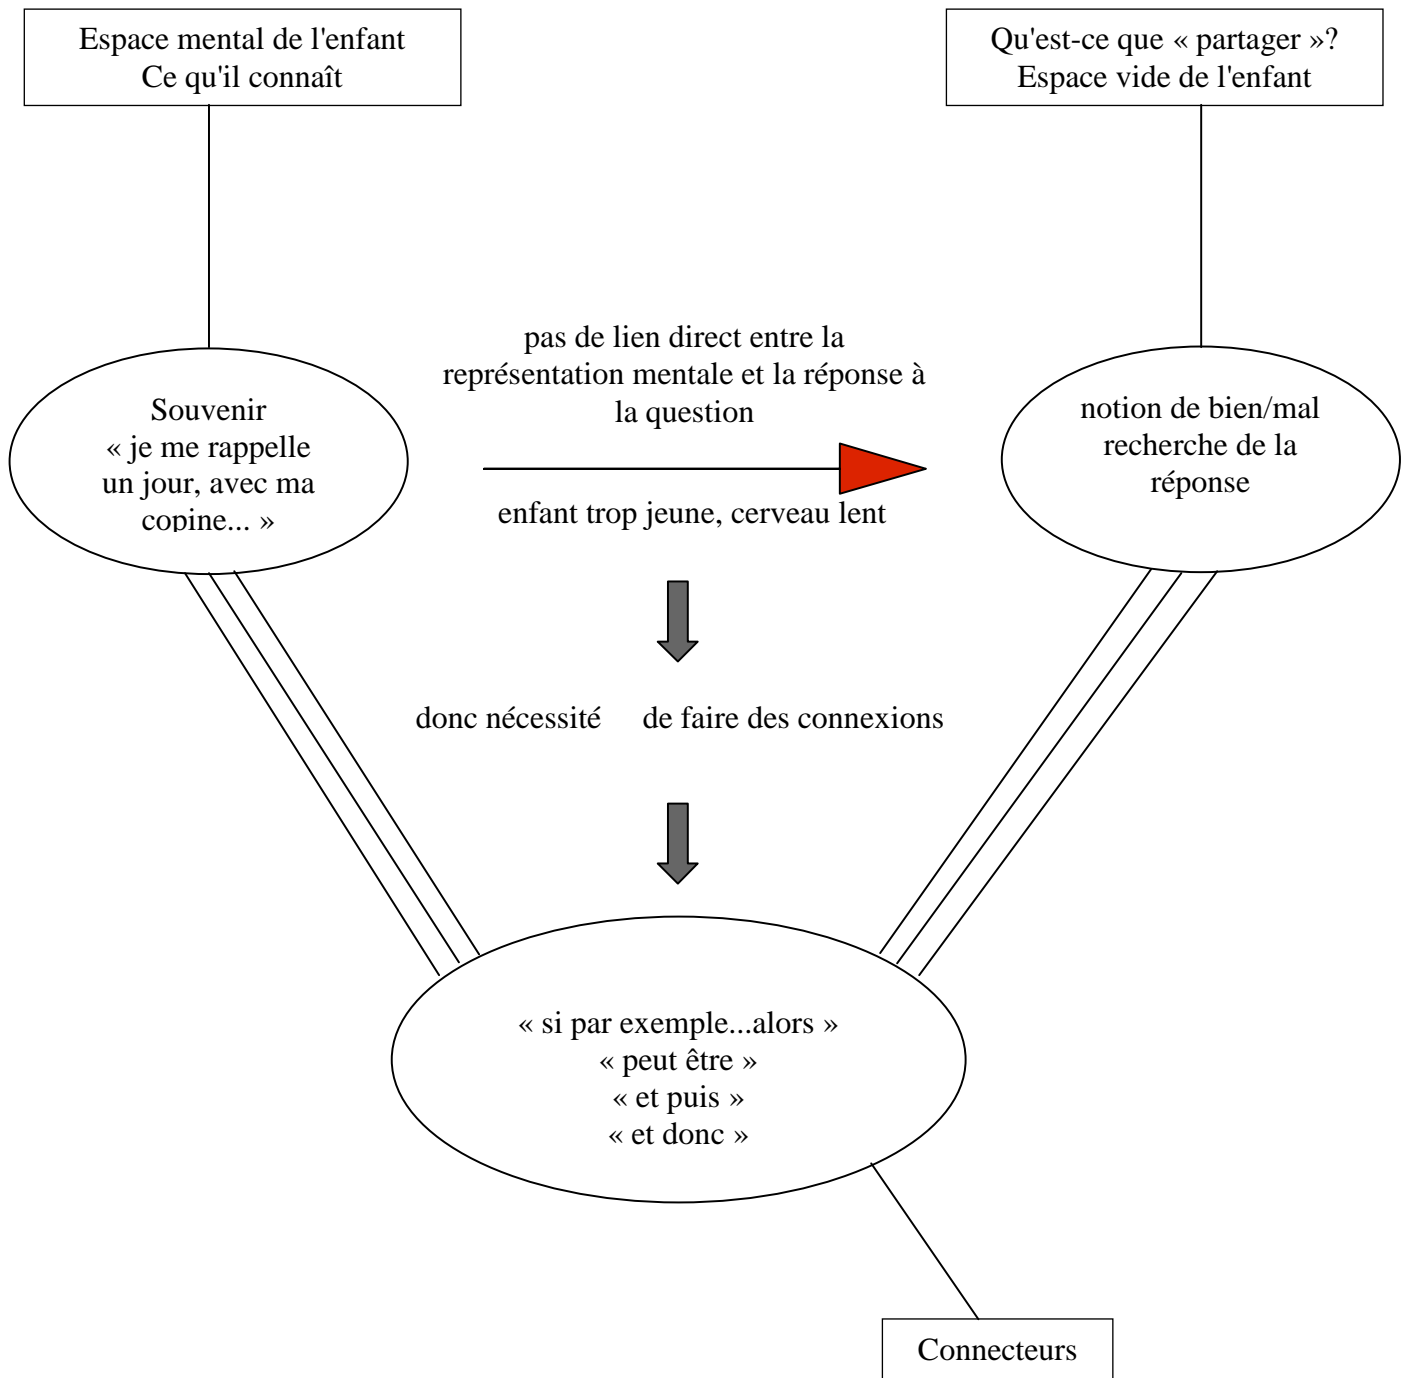 Espace mental de l'enfant
Ce qu'il connaît
Qu'est-ce que « partager »?
Espace vide de l'enfant
pas de lien direct entre la
représentation mentale et la réponse à
la question
Souvenir
« je me rappelle
un jour, avec ma
copine... »
notion de bien/mal
recherche de la
réponse
enfant trop jeune, cerveau lent
donc nécessité de faire des connexions
« si par exemple...alors »
« peut être »
« et puis »
« et donc »
Connecteurs